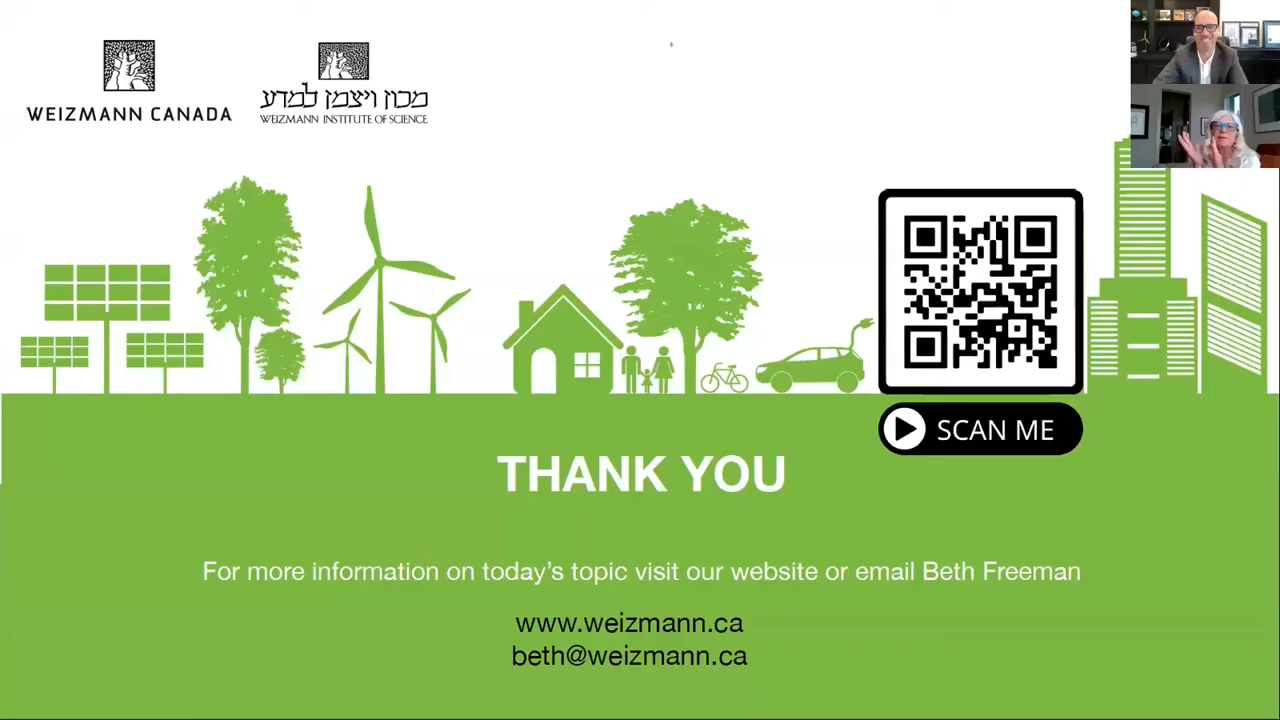 WEIZMANN CANADA
מכון ויצמן למדע
WEIZMANN INSTITUTE OF SCIENCE
SCAN ME
THANK YOU
For more information on today's topic visit our website or email Beth Freeman
www.weizmann.ca
beth@weizmann.ca